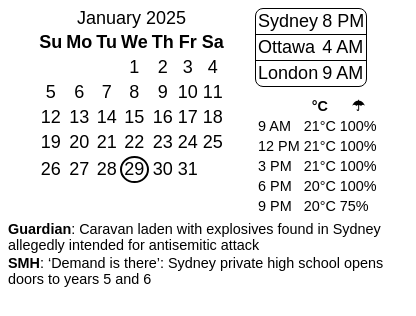 January 2025
Su Mo Tu We Th Fr Sa
1 2 3 4
5 6 7 8 9 10 11
12 13 14 15 16 17 18
19 20 21 22 23 24 25
26 27 28 29 30 31
Sydney 8 PM
Ottawa 4 AM
London 9 AM
°C ☂
9 AM 21°C 100%
12 PM 21°C 100%
3 PM 21°C 100%
6 PM 20°C 100%
9 PM 20°C 75%
Guardian: Caravan laden with explosives found in Sydney
allegedly intended for antisemitic attack
SMH: ‘Demand is there’: Sydney private high school opens
doors to years 5 and 6